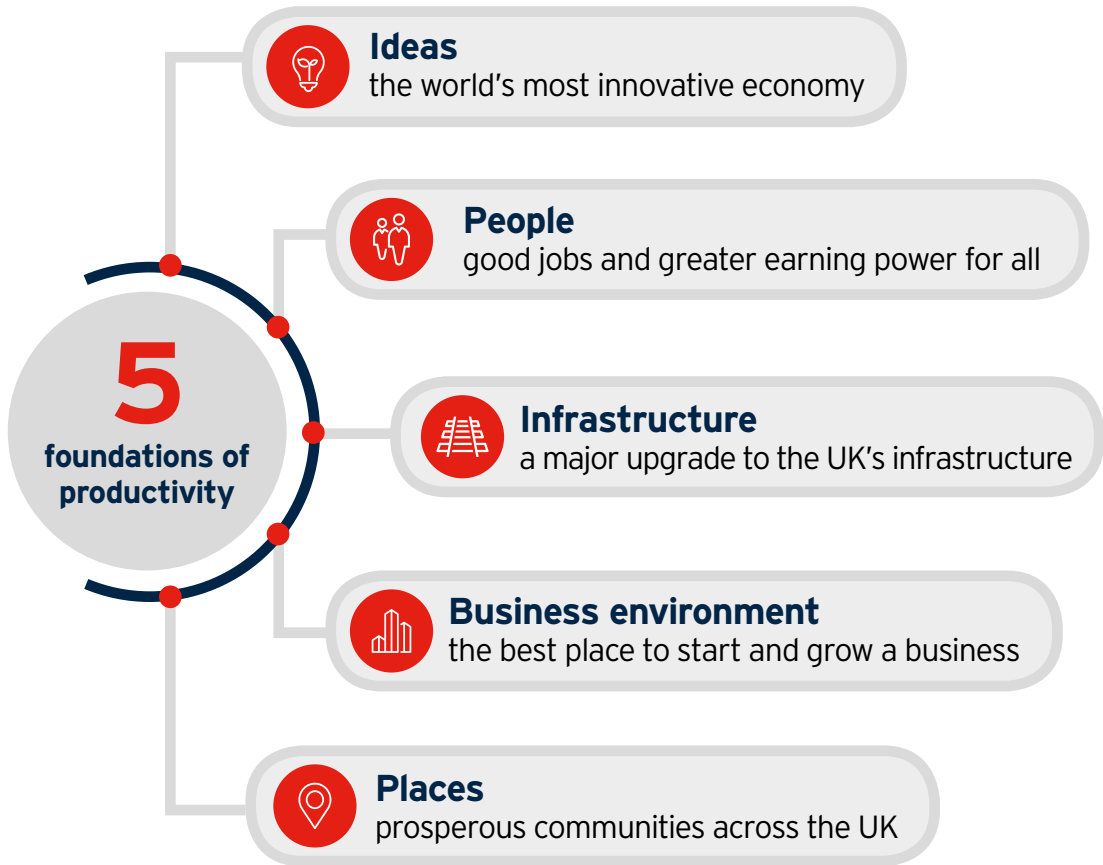 Ideas
the world's most innovative economy
People
good jobs and greater earning power for all
5
foundations of
productivity
Infrastructure
a major upgrade to the UK's infrastructure
Business environment
the best place to start and grow a business
Places
prosperous communities across the UK